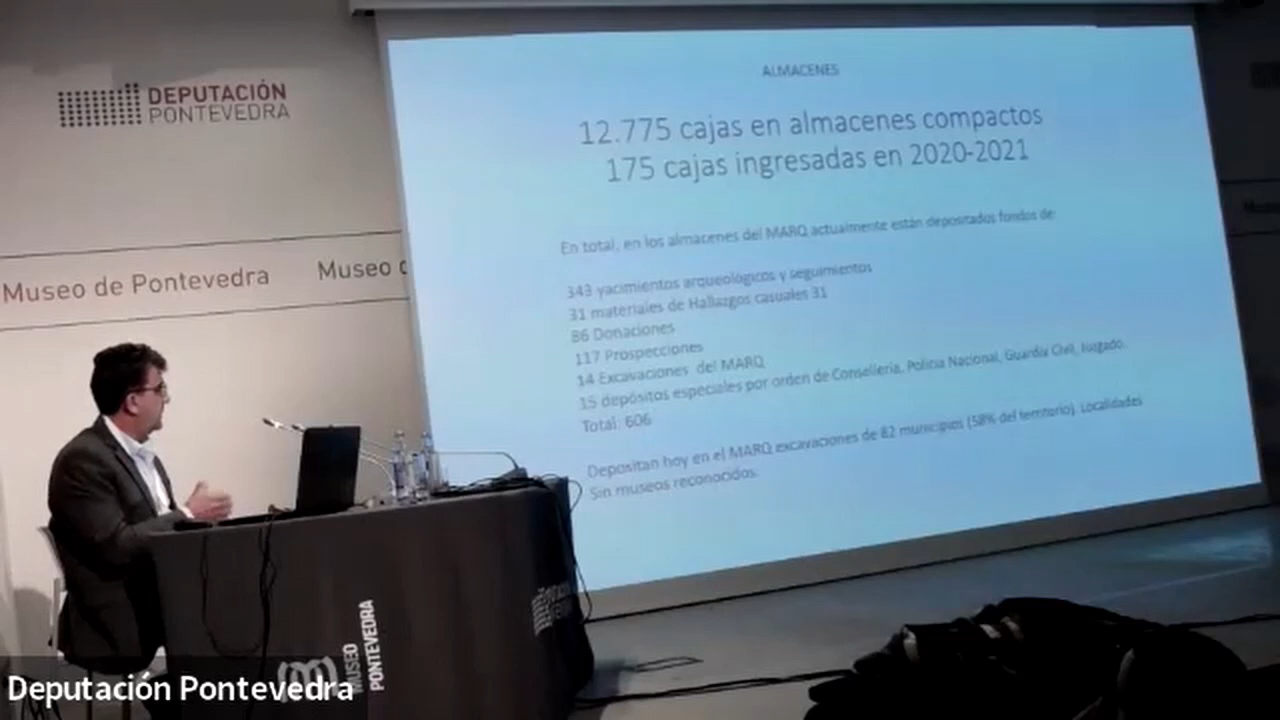 DEPUTACIÓN
PONTEVEDRA
Museo de Pontevedra
Museo
ALMACENES
12.775 cajas en almacenes compactos
175 cajas ingresadas en 2020-2021
En total, en los almacenes del MARQ actualmente están depositados fondos de:
343 yacimientos arqueológicos y seguimientos
31 materiales de Hallazgos casuales 31
86 Donaciones
117 Prospecciones
14 Excavaciones del MARQ
15 depósitos especiales por orden de Conselleria, Policia Nacional, Guardia Civil, Juzgado.
Total: 606
Depositan hoy en el MARQ excavaciones de 82 municipios (58% del territorio). Localidades
Sin museos reconocidos.
MUSEO
PONTEVEDRA
Deputación Pontevedra